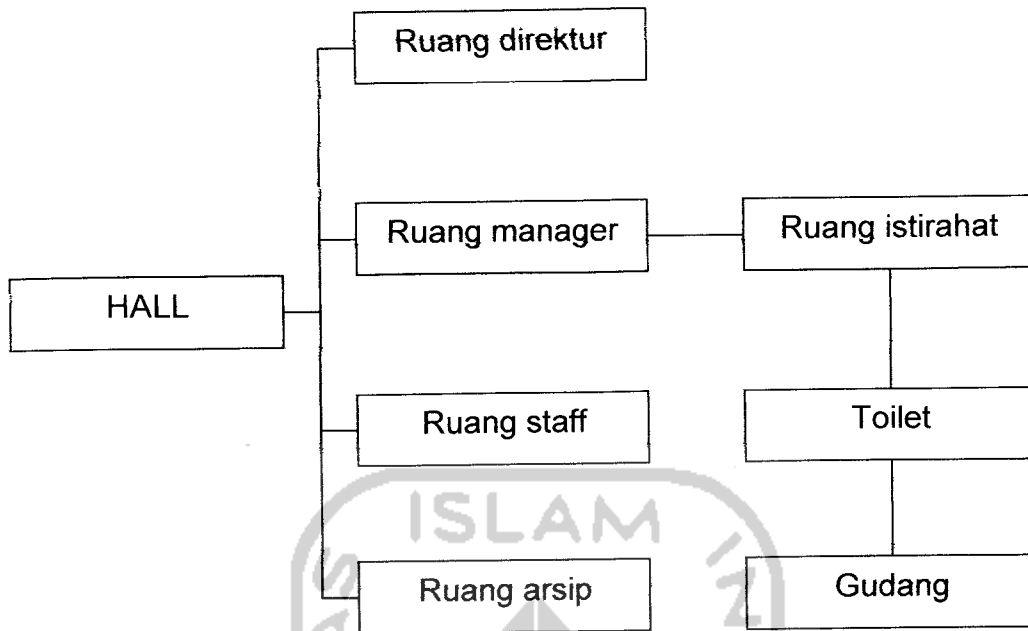 Ruang direktur
Ruang manager
Ruang istirahat
HALL
Ruang staff
Toilet
ISLAM
Ruang arsip
Gudang